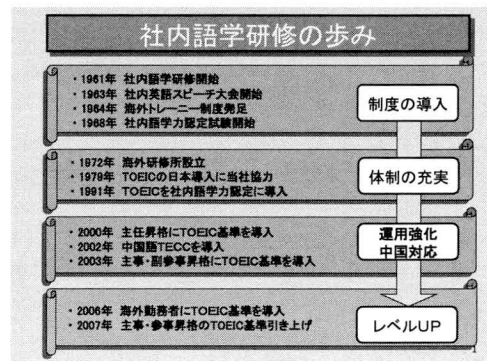 社内語学研修の歩み
・1961年 社内語学研修開始
・1963年 社内英語スピーチ大会開始
・1964年 海外トレーニー制度発足
・1968年 社内語学力認定試験開始
制度の導入
・1972年 海外研修所設立
・1979年 TOEICの日本導入に当社協力
・1991年 TOEICを社内語学力認定に導入
体制の充実
・2000年 主任昇格にTOEIC基準を導入
・2002年 中国語TECCを導入
・2003年 主事・副参事昇格にTOEIC基準を導入
運用強化
中国対応
・2006年 海外勤務者にTOEIC基準を導入
・2007年 主事・参事昇格のTOEIC基準引き上げ
レベルUP
1